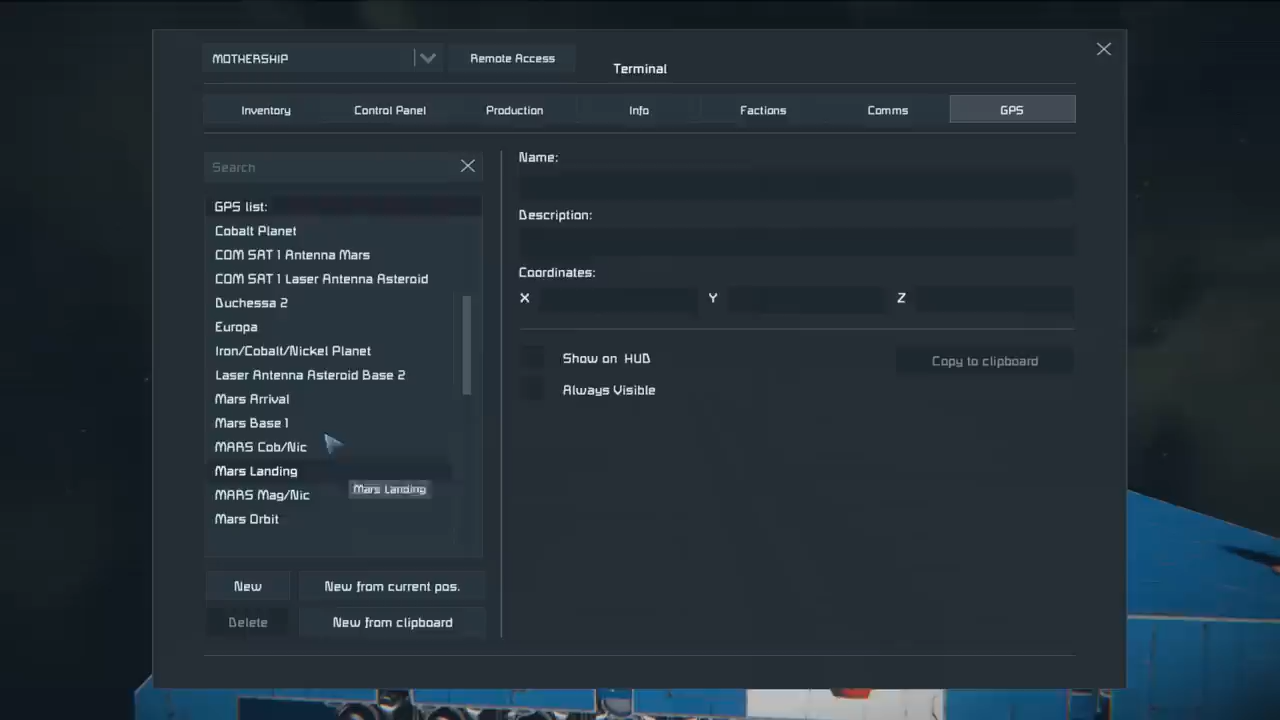 MOTHERSHIP
Remote Access
Terminal
Inventory
Control Panel
Production
Info
Factions
Comms
GPS
Search
GPS list:
Cobalt Planet
COM SAT 1 Antenna Mars
COM SAT 1 Laser Antenna Asteroid
Duchessa 2
Europa
Iron/Cobalt/Nickel Planet
Laser Antenna Asteroid Base 2
Mars Arrival
Mars Base 1
MARS Cob/Nic
Mars Landing
MARS Mag/Nic
Mars Landing
Mars Orbit
New
New from current pos.
Delete
New from clipboard
Name:
Description:
Coordinates:
X
Y
Z
Show on HUD
Copy to clipboard
Always Visible